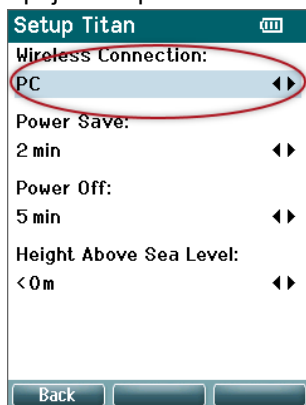 Setup Titan
Wireless Connection:
PC
Power Save:
2 min
Power Off:
5 min
Height Above Sea Level:
<0m
Back